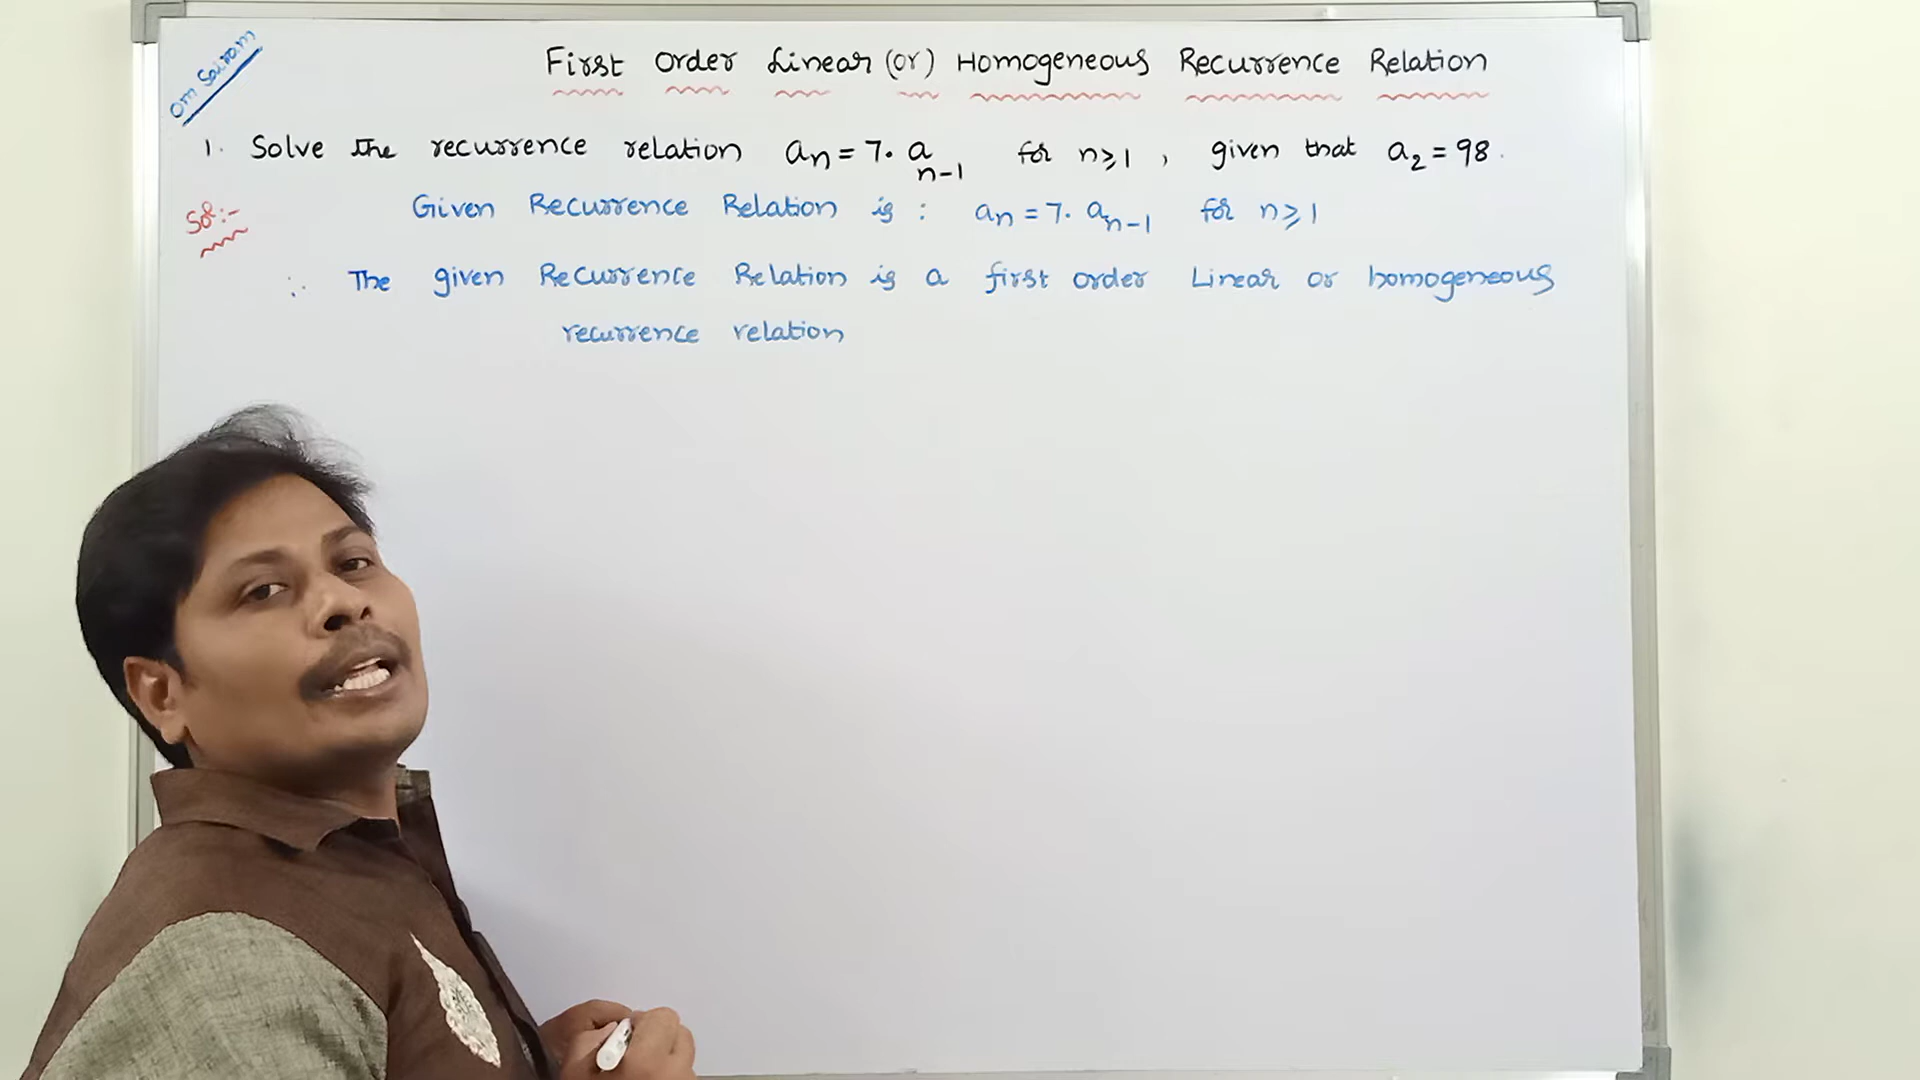 Om Sairam
First Order Linear (or) Homogeneous Recurrence Relation
1. Solve the recurrence relation aₙ = 7. aₙ₋₁ for n ≥ 1, given that a₂ = 98.
Sol:- Given Recurrence Relation is : aₙ = 7. aₙ₋₁ for n ≥ 1
∴ The given Recurrence Relation is a first order Linear or homogeneous
recurrence relation